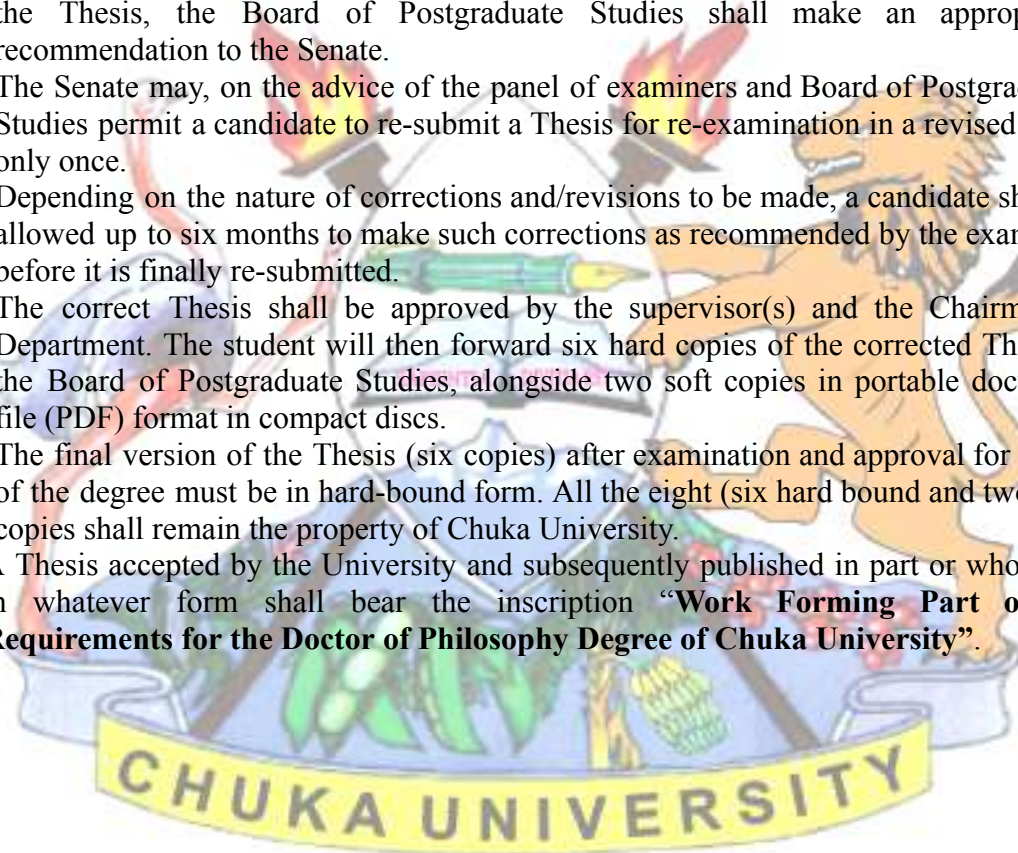 the Thesis, the Board of Postgraduate Studies shall make an approp
recommendation to the Senate.
The Senate may, on the advice of the panel of examiners and Board of Postgrad
Studies permit a candidate to re-submit a Thesis for re-examination in a revised
only once.
Depending on the nature of corrections and/revisions to be made, a candidate sh
allowed up to six months to make such corrections as recommended by the exam
before it is finally re-submitted.
The correct Thesis shall be approved by the supervisor(s) and the Chairm
Department. The student will then forward six hard copies of the corrected Th
the Board of Postgraduate Studies, alongside two soft copies in portable doc
file (PDF) format in compact discs.
The final version of the Thesis (six copies) after examination and approval for
of the degree must be in hard-bound form. All the eight (six hard bound and two
copies shall remain the property of Chuka University.
A Thesis accepted by the University and subsequently published in part or who
n whatever form shall bear the inscription “Work Forming Part o
Requirements for the Doctor of Philosophy Degree of Chuka University”.
CHUKA UNIVERSITY